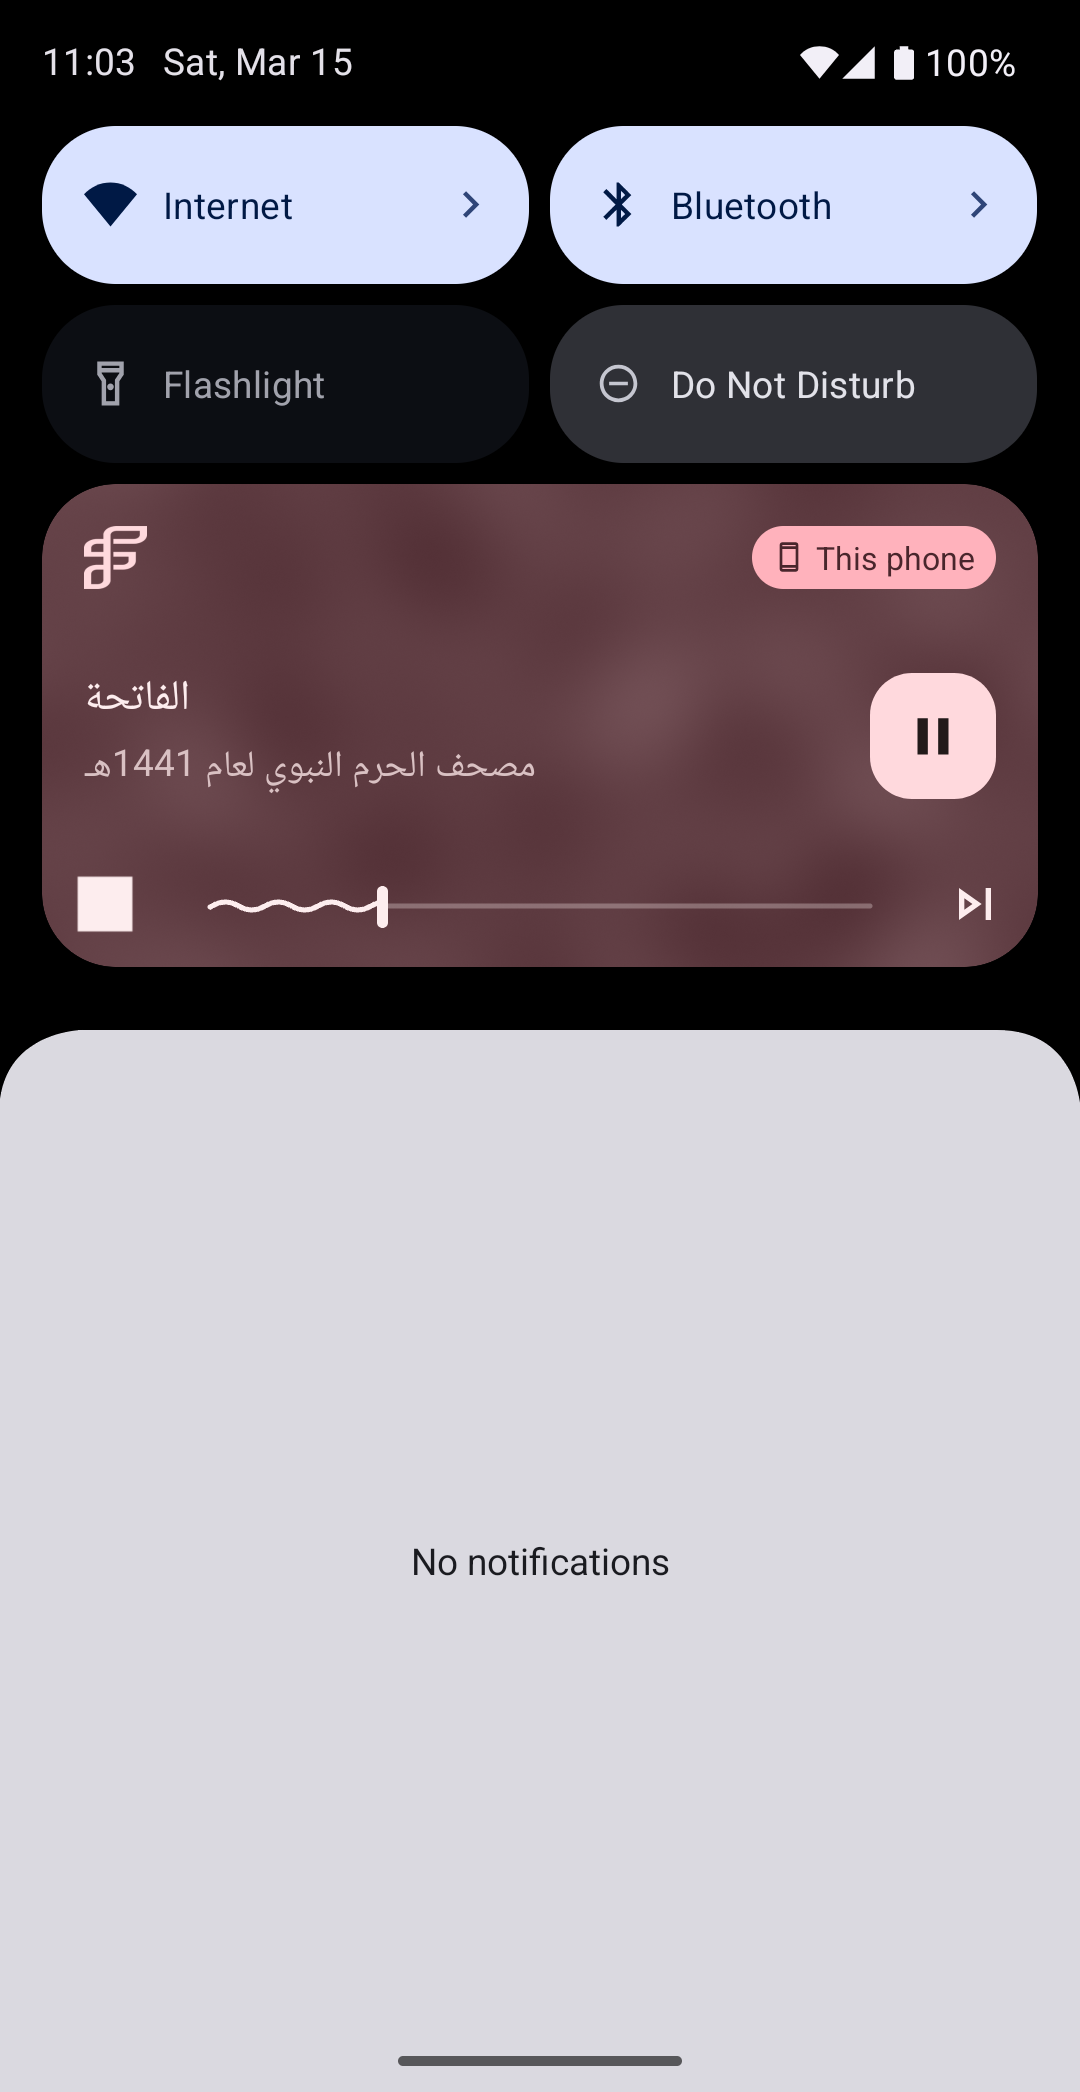 11:03 Sat, Mar 15 100%
Internet
Bluetooth
Flashlight
Do Not Disturb
This phone
الفاتحة
مصحف الحرم النبوي لعام 1441هـ
No notifications